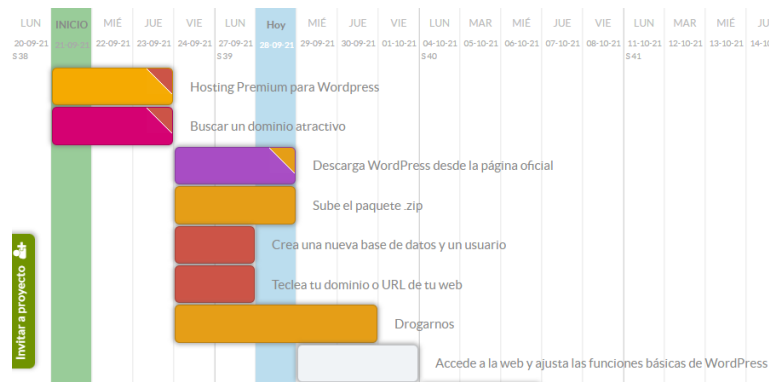 LUN INICIO MIÉ JUE VIE LUN Hoy MIÉ JUE VIE LUN MAR MIÉ JUE VIE LUN MAR MIÉ JU
20-09-21 21-09-21 22-09-21 23-09-21 24-09-21 27-09-21 28-09-21 29-09-21 30-09-21 01-10-21 04-10-21 05-10-21 06-10-21 07-10-21 08-10-21 11-10-21 12-10-21 13-10-21 14-10
S38 S39 S40 S41
Hosting Premium para Wordpress
Buscar un dominio atractivo
Descarga WordPress desde la página oficial
Sube el paquete .zip
Crea una nueva base de datos y un usuario
Teclea tu dominio o URL de tu web
Drogarnos
Accede a la web y ajusta las funciones básicas de WordPress
Invitar a proyecto